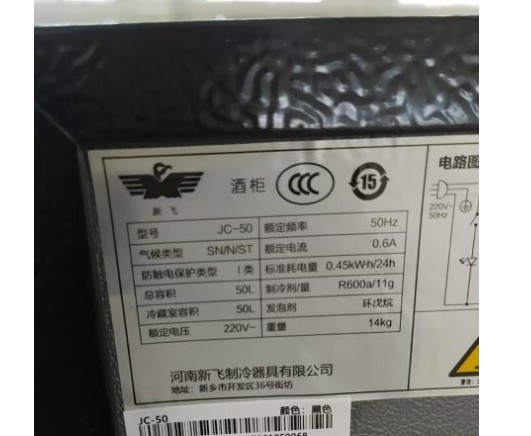 新飞
酒柜
CCC
15
电路图
220V~
50Hz
型号 JC-50 额定频率 50Hz
气候类型 SN/N/ST 额定电流 0.6A
防触电保护类型 I类 标准耗电量 0.45kWh/24h
总容积 50L 制冷剂/量 R600a/11g
冷藏室容积 50L 发泡剂 环戊烷
额定电压 220V~ 重量 14kg
河南新飞制冷器具有限公司
地址：新乡市开发区36号街坊
JC-50 颜色：黑色